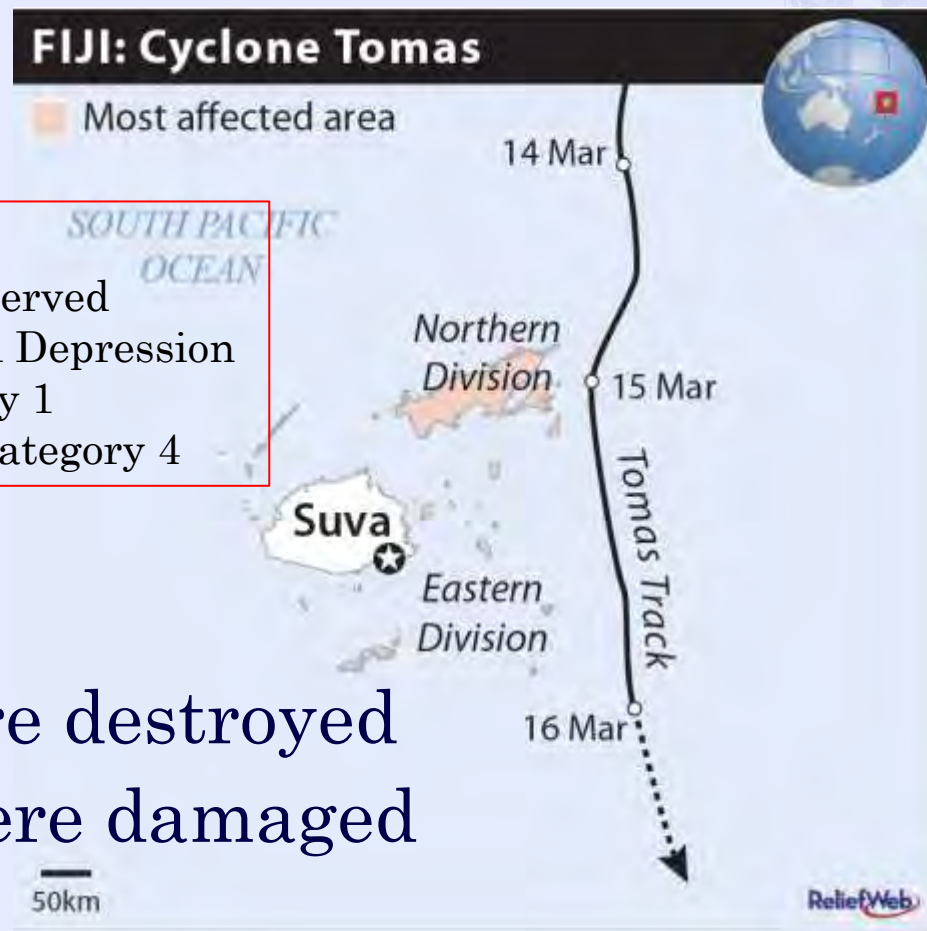 FIJI: Cyclone Tomas
Most affected area
14 Mar
SOUTH PACIFIC
OCEAN
erved
Depression
y 1
ategory 4
Northern
Division
15 Mar
Tomas Track
Suva
Eastern
Division
16 Mar
re destroyed
ere damaged
50km
ReliefWeb